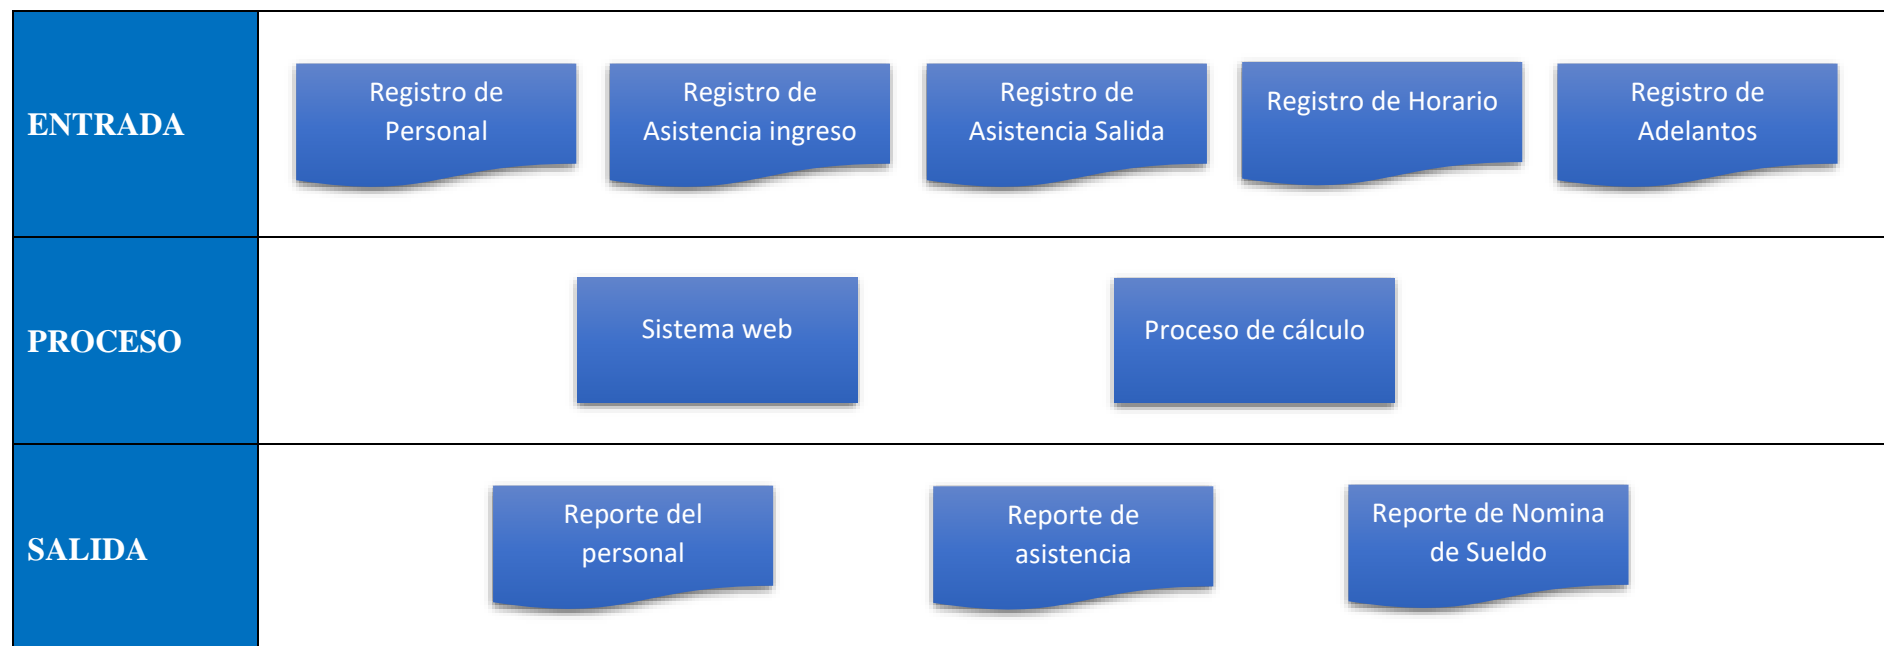 ENTRADA
Registro de
Personal
Registro de
Asistencia ingreso
Registro de
Asistencia Salida
Registro de Horario
Registro de
Adelantos
PROCESO
Sistema web
Proceso de cálculo
SALIDA
Reporte del
personal
Reporte de
asistencia
Reporte de Nomina
de Sueldo